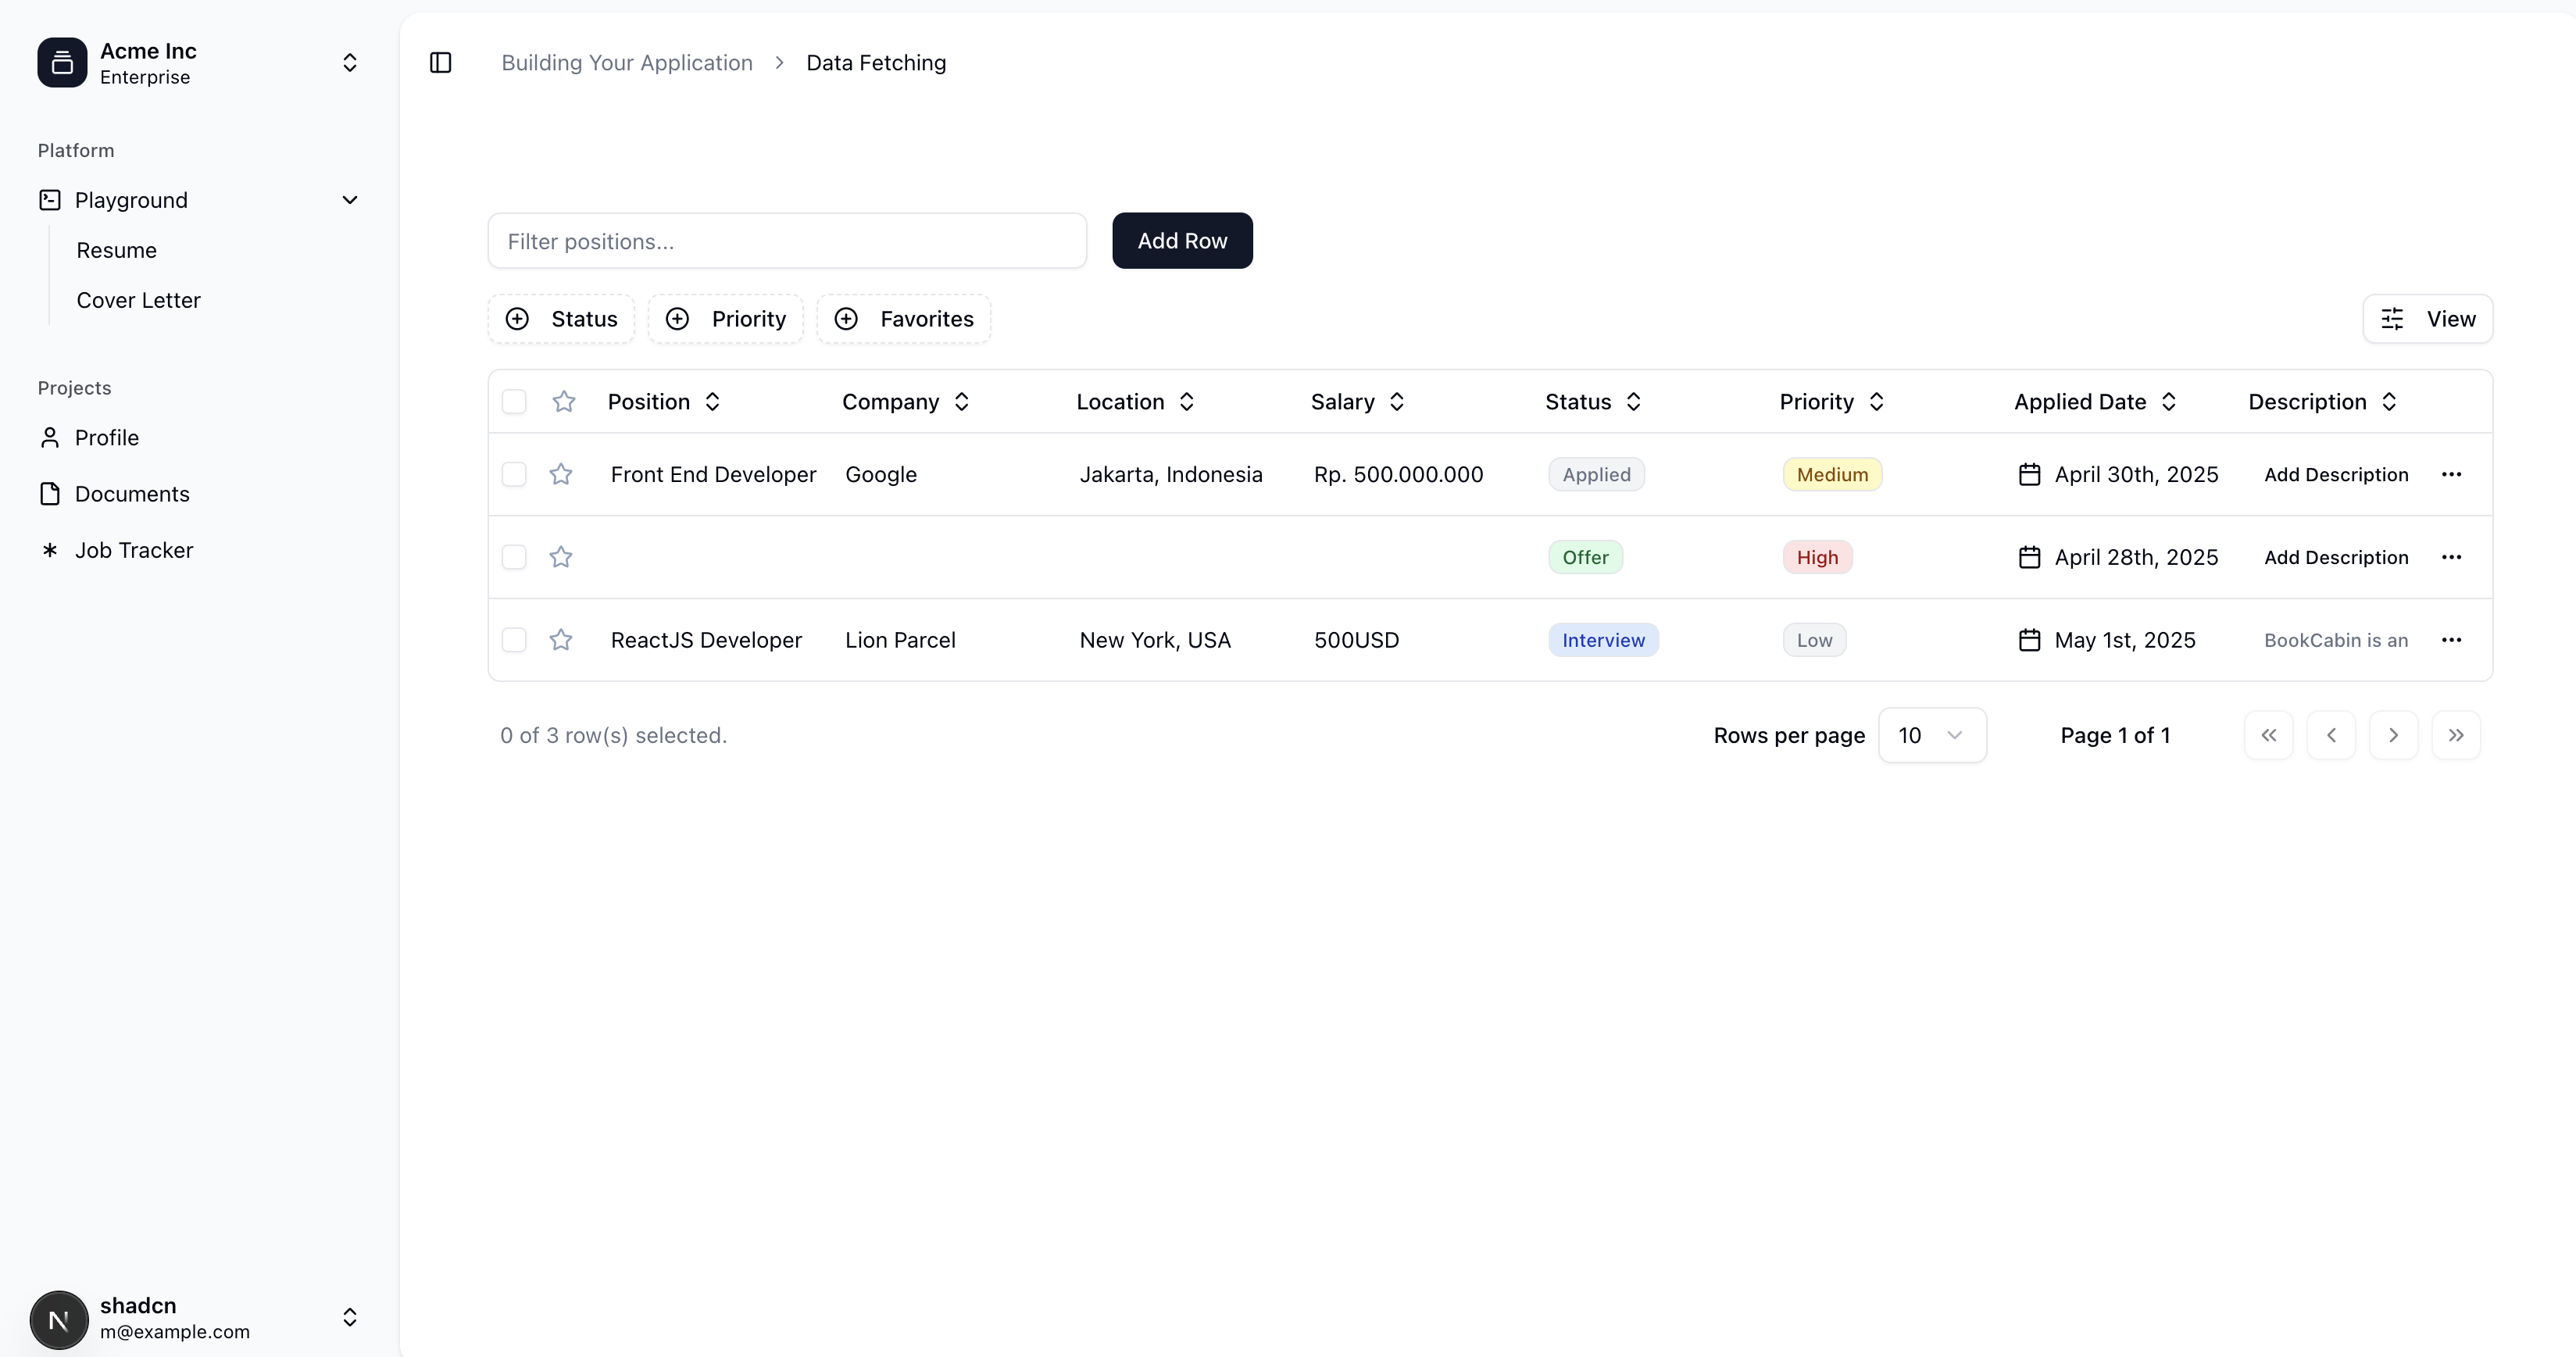 Acme Inc
Enterprise
Platform
Playground
Resume
Cover Letter
Projects
Profile
Documents
Job Tracker
shadcn
m@example.com
Building Your Application > Data Fetching
Filter positions...
Add Row
Status Priority Favorites View
Position Company Location Salary Status Priority Applied Date Description
Front End Developer Google Jakarta, Indonesia Rp. 500.000.000 Applied Medium April 30th, 2025 Add Description
Offer High April 28th, 2025 Add Description
ReactJS Developer Lion Parcel New York, USA 500USD Interview Low May 1st, 2025 BookCabin is an
0 of 3 row(s) selected. Rows per page 10 Page 1 of 1